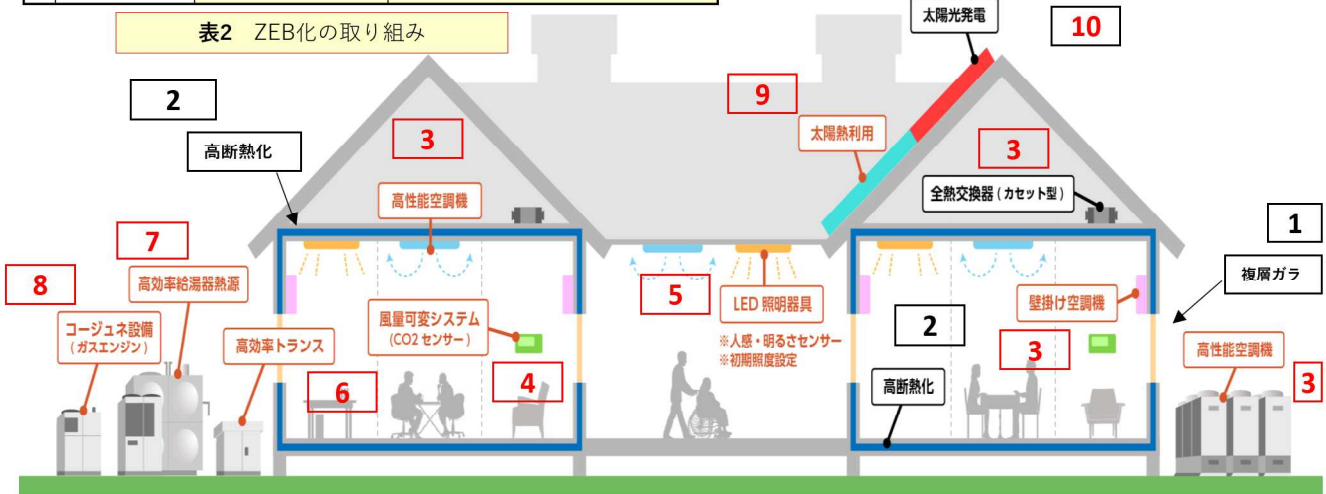 表2 ZEB化の取り組み
太陽光発電
10
2
9
高断熱化
3
太陽熱利用
3
高性能空調機
全熱交換器(カセット型)
7
1
8
高効率給湯器熱源
5
複層ガラ
コージュネ設備
(ガスエンジン)
高効率トランス
風量可変システム
(CO2センサー)
LED照明器具
※人感・明るさセンサー
※初期照度設定
2
壁掛け空調機
3
高性能空調機
6
4
高断熱化
3